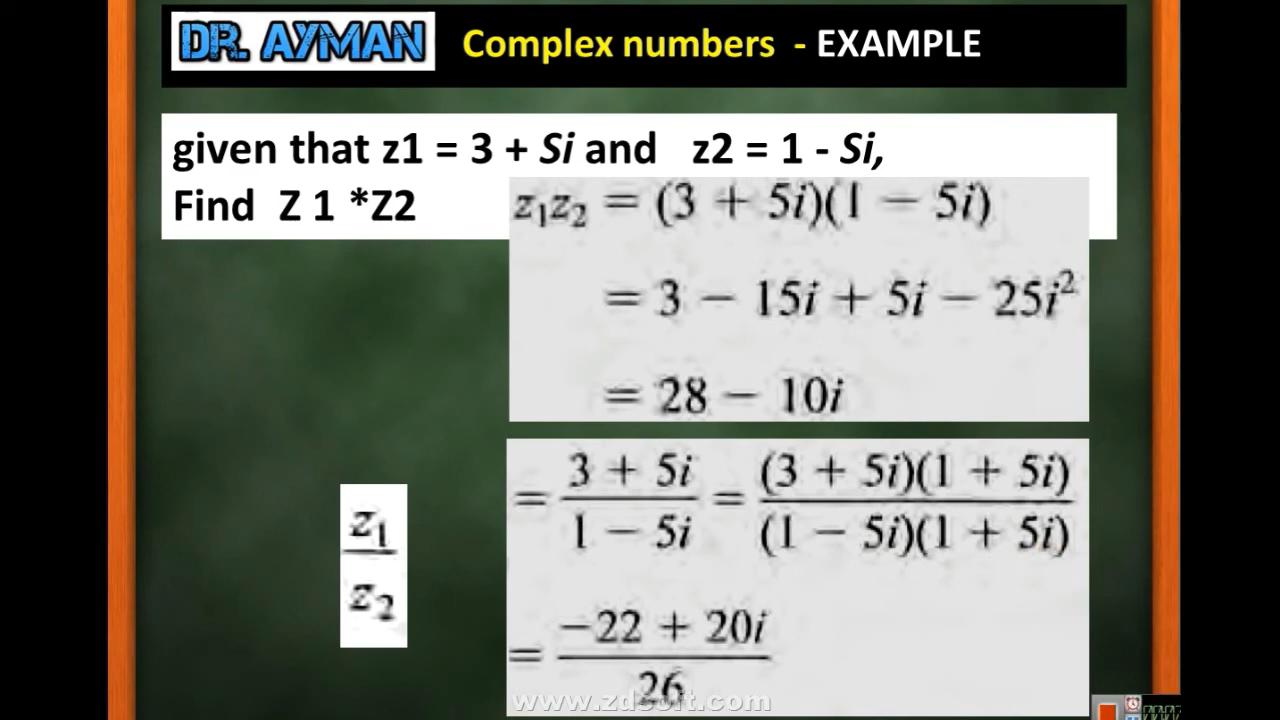 DR. AYMAN Complex numbers - EXAMPLE
given that z1 = 3 + Si and z2 = 1 - Si,
Find Z 1 *Z2
z₁z₂ = (3 + 5i)(1 − 5i)
= 3 − 15i + 5i − 25i²
= 28 − 10i
z₁/z₂ = (3 + 5i)/(1 − 5i) = (3 + 5i)(1 + 5i)/(1 − 5i)(1 + 5i)
= (−22 + 20i)/26
www.zdsoft.com